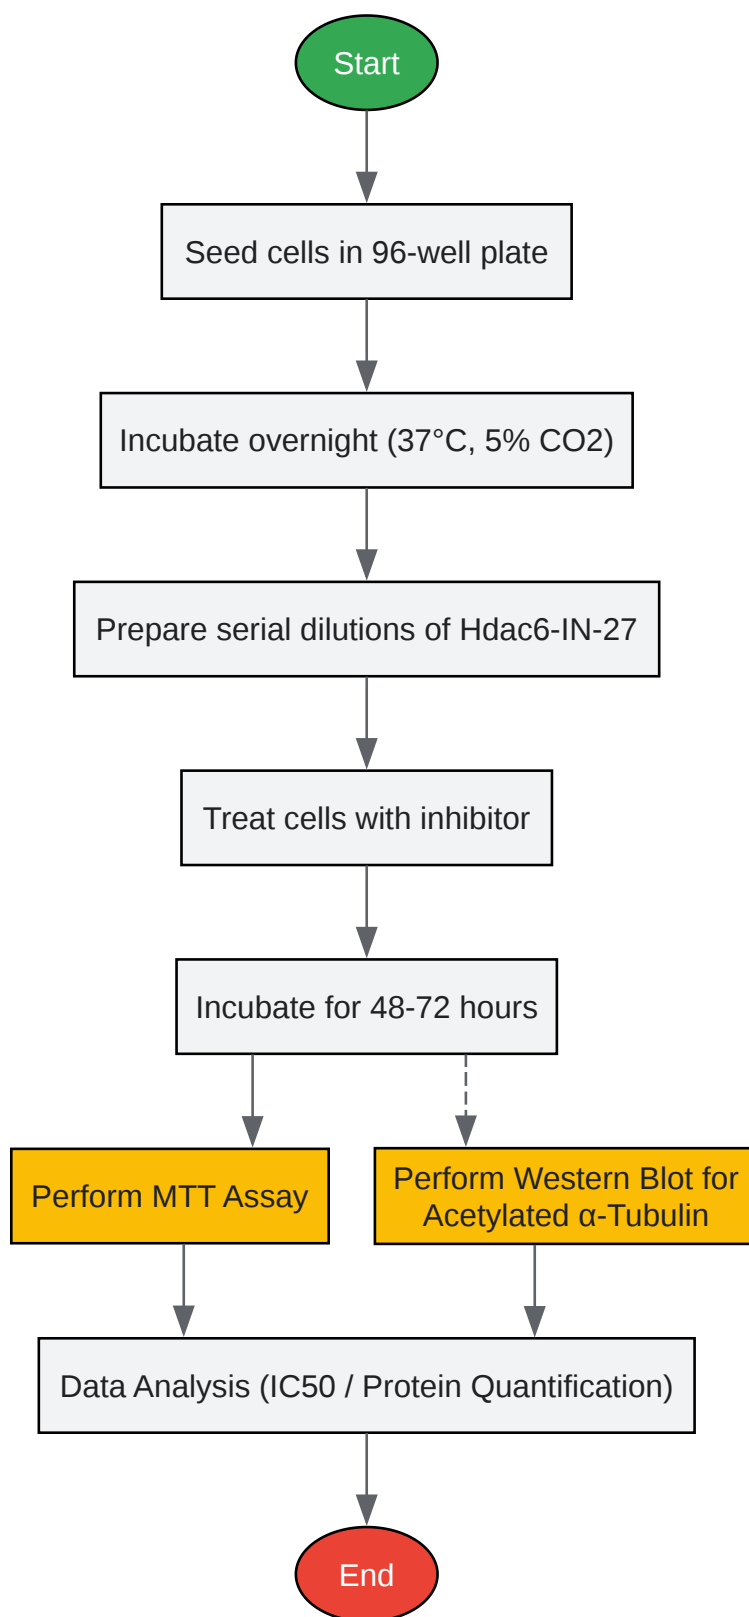 Start
Seed cells in 96-well plate
Incubate overnight (37°C, 5% CO2)
Prepare serial dilutions of Hdac6-IN-27
Treat cells with inhibitor
Incubate for 48-72 hours
Perform MTT Assay
Perform Western Blot for
Acetylated α-Tubulin
Data Analysis (IC50 / Protein Quantification)
End